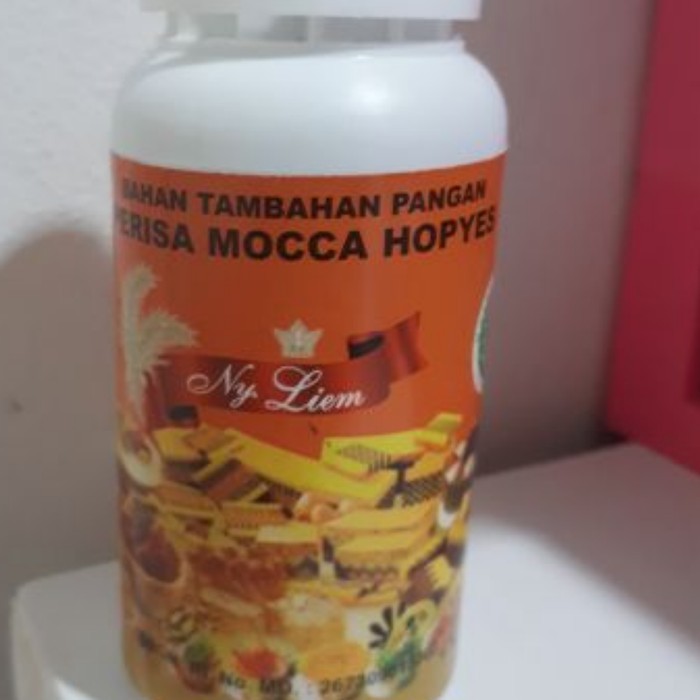 BAHAN TAMBAHAN PANGAN
PERISA MOCCA HOPYES
Ny. Liem